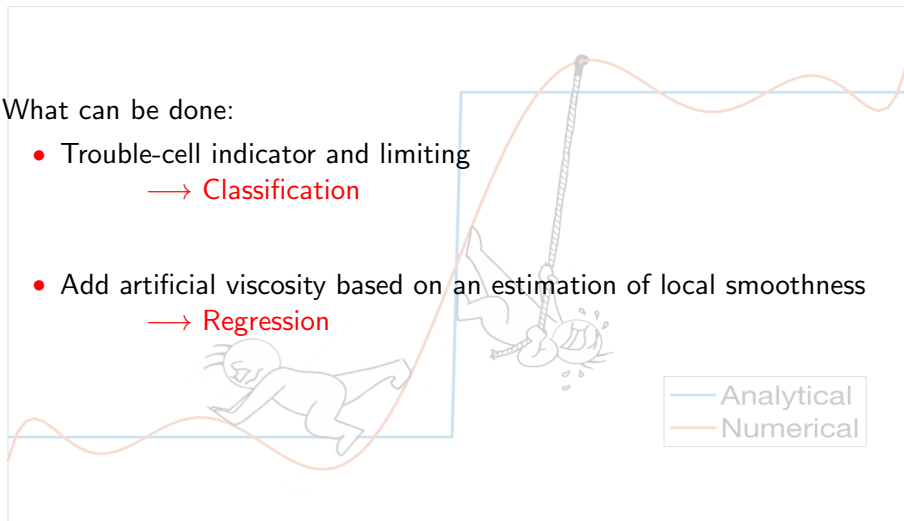 What can be done:
• Trouble-cell indicator and limiting
⟶ Classification
• Add artificial viscosity based on an estimation of local smoothness
⟶ Regression
Analytical
Numerical